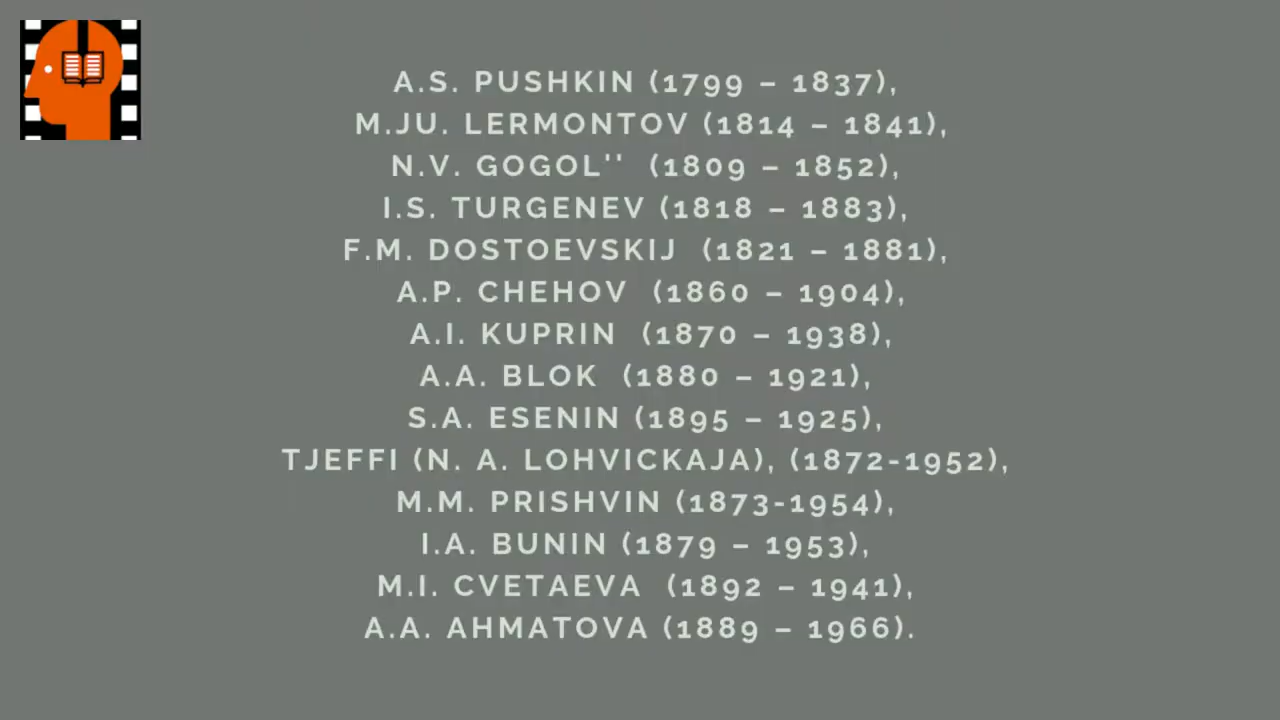 A.S. PUSHKIN (1799 – 1837),
M.JU. LERMONTOV (1814 – 1841),
N.V. GOGOL'' (1809 – 1852),
I.S. TURGENEV (1818 – 1883),
F.M. DOSTOEVSKIJ (1821 – 1881),
A.P. CHEHOV (1860 – 1904),
A.I. KUPRIN (1870 – 1938),
A.A. BLOK (1880 – 1921),
S.A. ESENIN (1895 – 1925),
TJEFFI (N. A. LOHVICKAJA), (1872-1952),
M.M. PRISHVIN (1873-1954),
I.A. BUNIN (1879 – 1953),
M.I. CVETAEVA (1892 – 1941),
A.A. AHMATOVA (1889 – 1966).